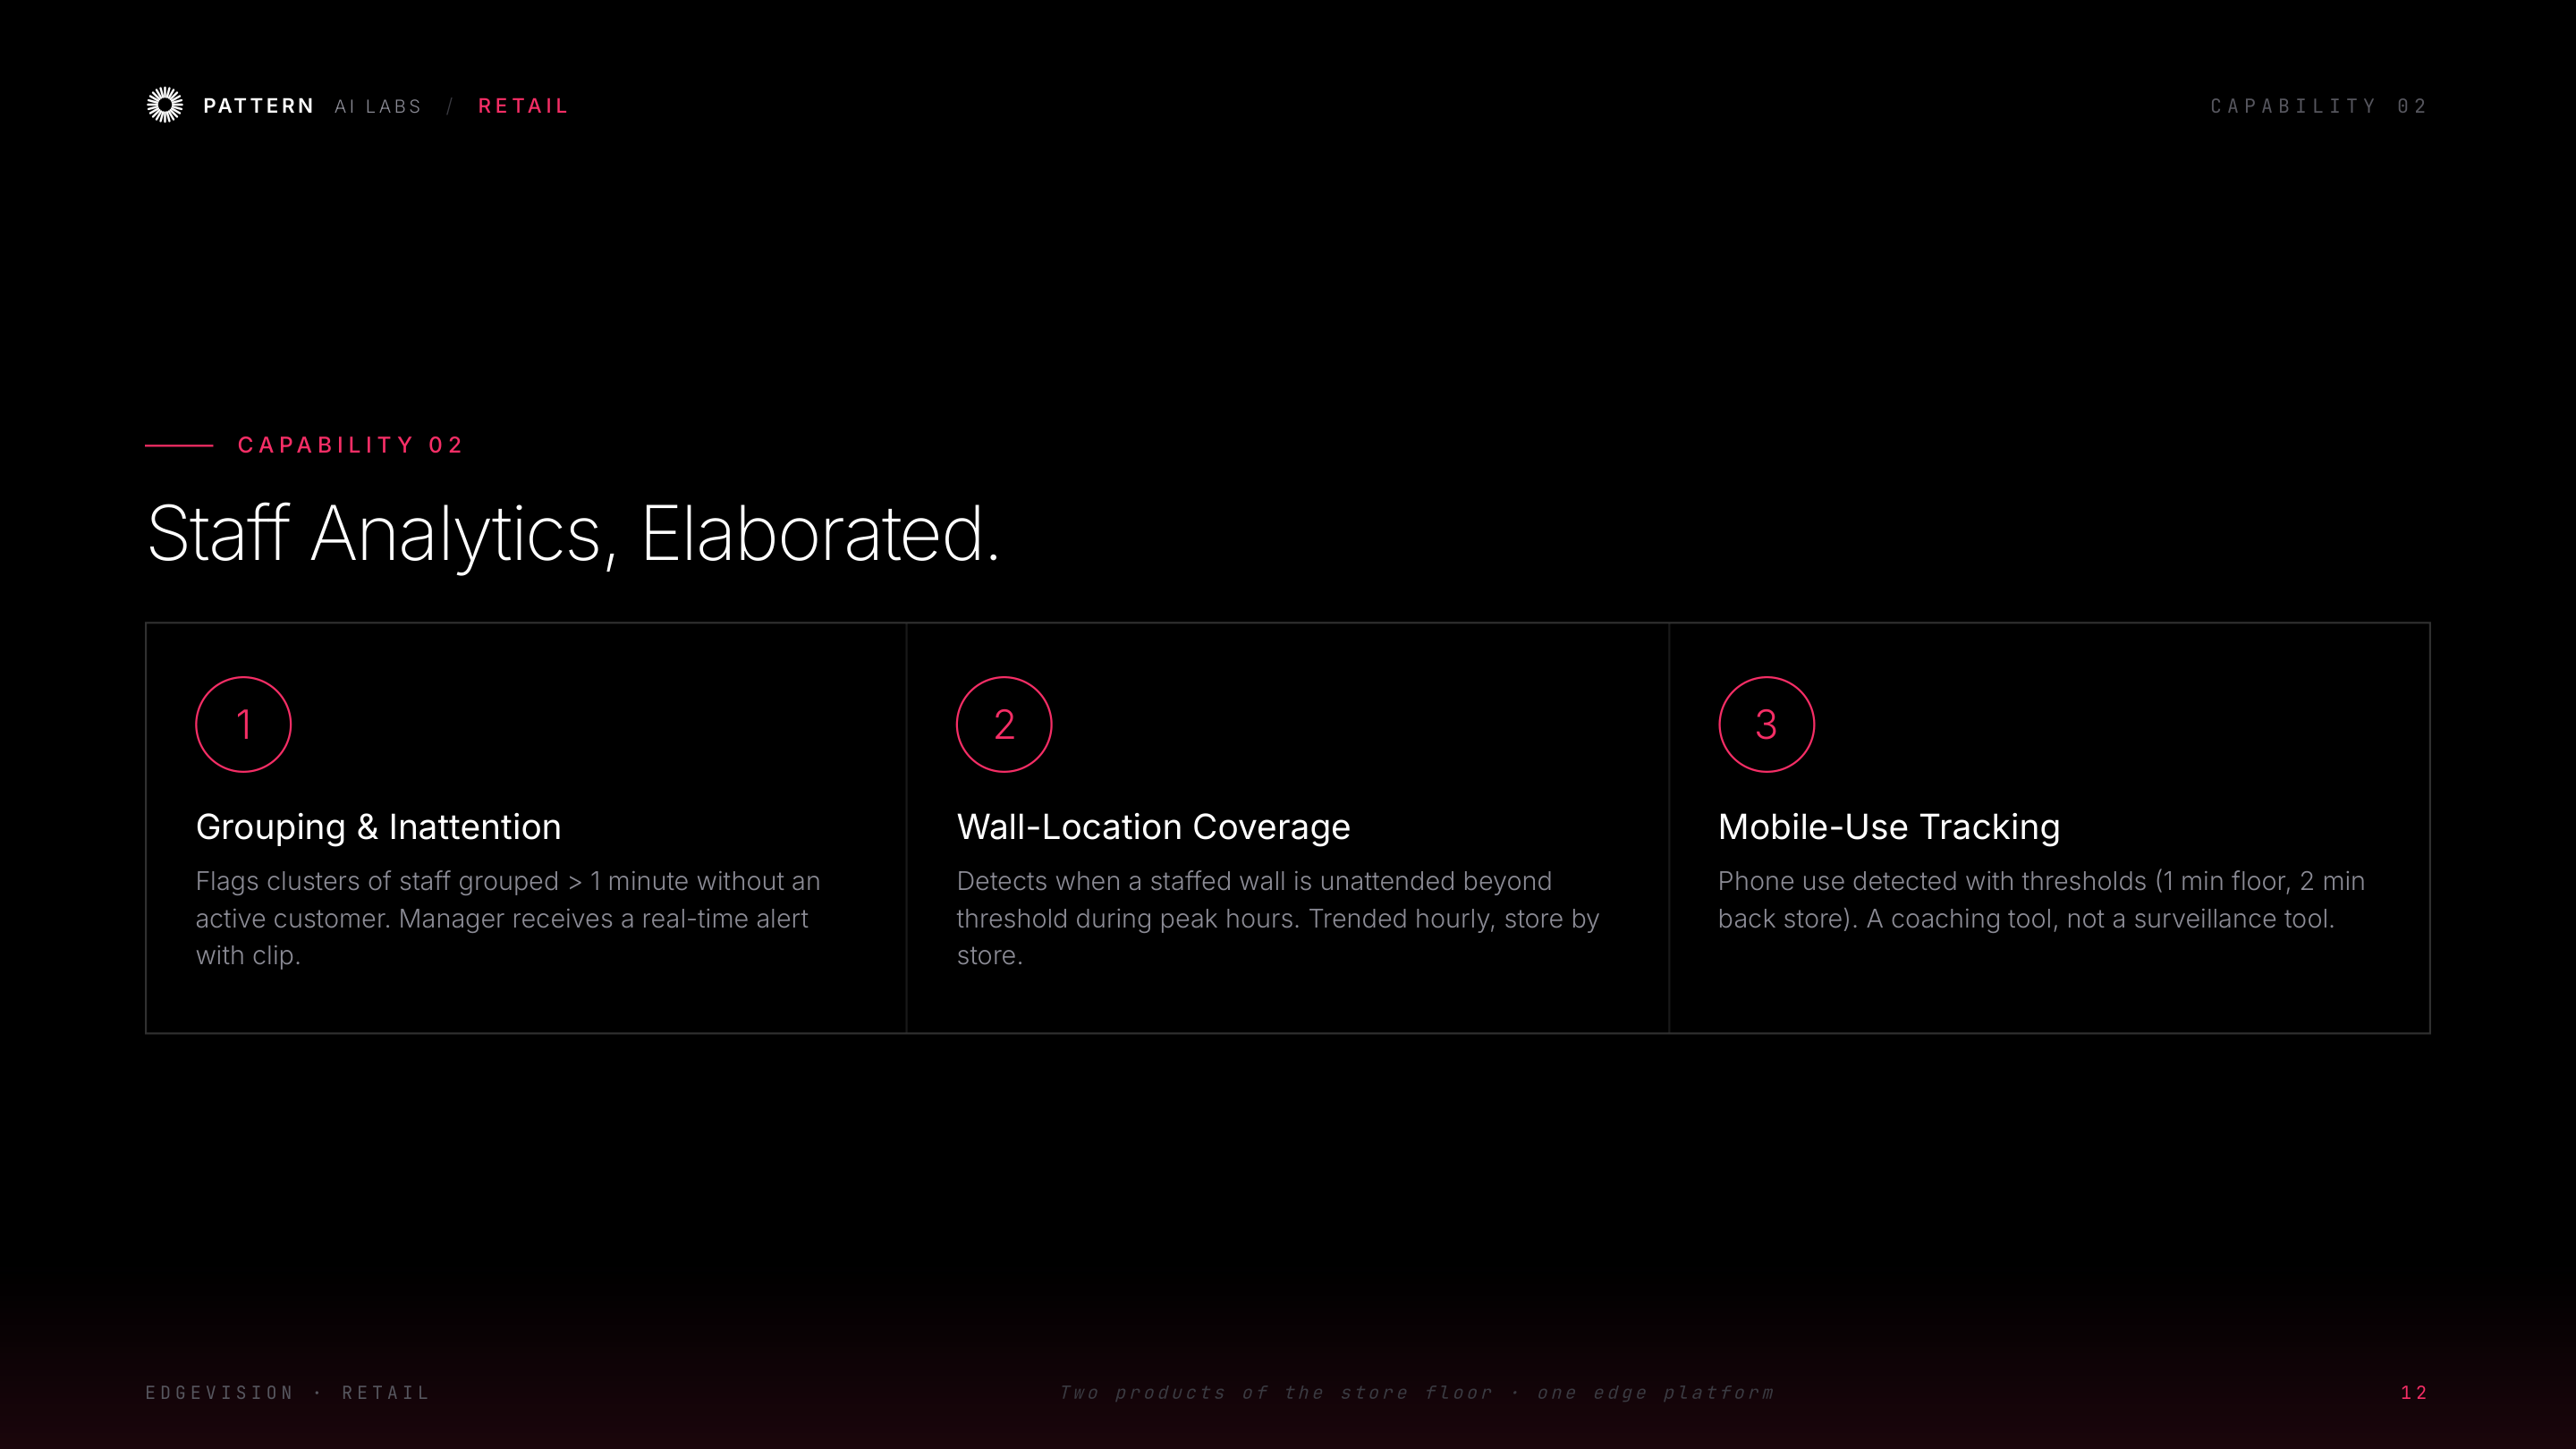 PATTERN AI LABS / RETAIL
CAPABILITY 02
CAPABILITY 02
Staff Analytics, Elaborated.
1
Grouping & Inattention
Flags clusters of staff grouped > 1 minute without an
active customer. Manager receives a real-time alert
with clip.
2
Wall-Location Coverage
Detects when a staffed wall is unattended beyond
threshold during peak hours. Trended hourly, store by
store.
3
Mobile-Use Tracking
Phone use detected with thresholds (1 min floor, 2 min
back store). A coaching tool, not a surveillance tool.
EDGEVISION · RETAIL
Two products of the store floor · one edge platform
12